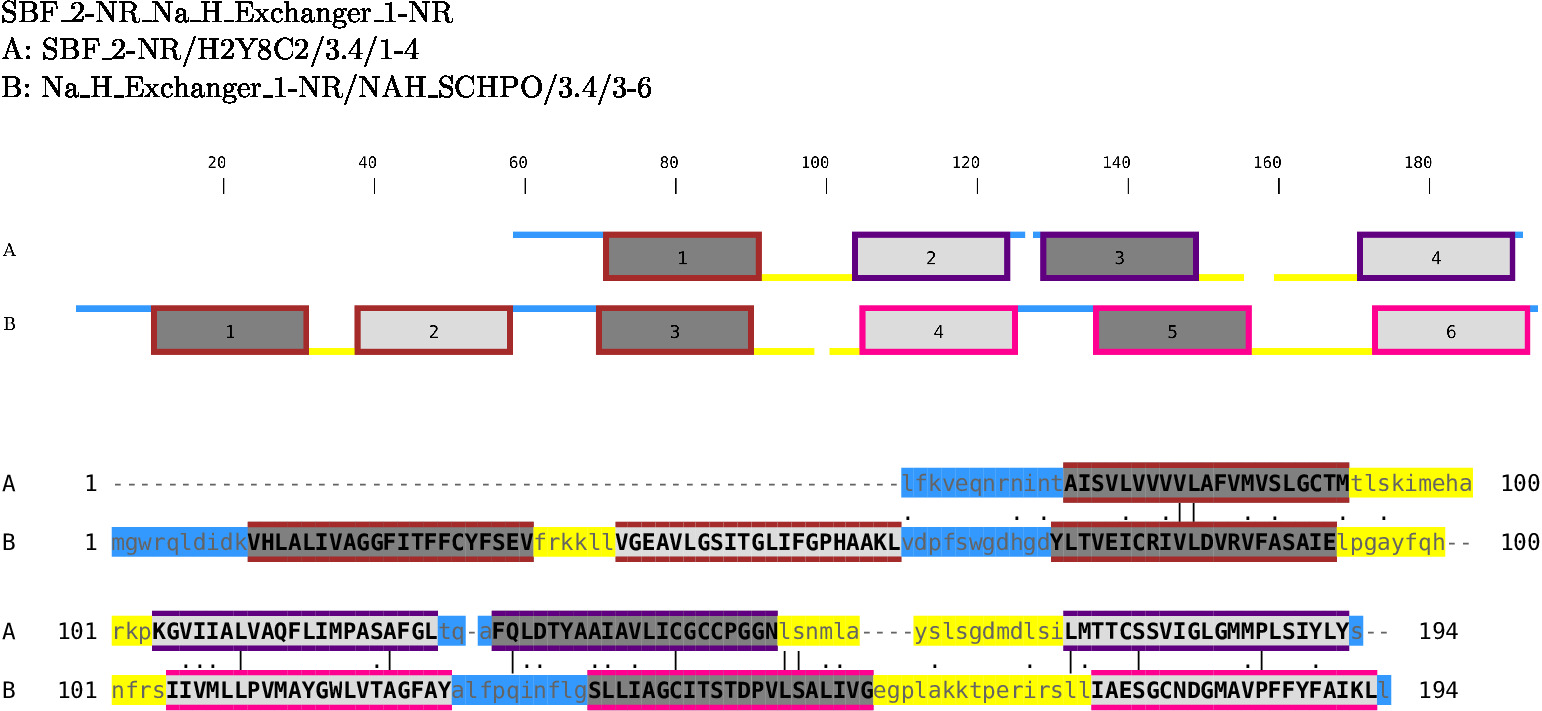 SBF_2-NR_Na_H_Exchanger_1-NR
A: SBF_2-NR/H2Y8C2/3.4/1-4
B: Na_H_Exchanger_1-NR/NAH_SCHPO/3.4/3-6
20 40 60 80 100 120 140 160 180
A 1 2 3 4
B 1 2 3 4 5 6
A 1 ----------------------------------------------------------lfkveqnrnintAISVLVVVVLAFVMVSLGCTMtlskimeha 100
B 1 mgwrqldidkVHLALIVAGGFITFFCYFSEVfrkkllVGEAVLGSITGLIFGPHAAKLvdpfswgdhgdYLTVEICRIVLDVRVFASAIElpgayfqh-- 100
A 101 rkpKGVIIALVAQFLIMPASAFGLtq-aFQLDTYAAIAVLICGCCPGGNlsnmla----yslsgdmdlsiLMTTCSSVIGLGMMPLSIYLYs-- 194
B 101 nfrsIIVMLLPVMAYGWLVTAGFAYalfpqinflgSLLIAGCITSTDPVLSALIVGegplakktperirsllIAESGCNDGMAVPFFYFAIKLl 194